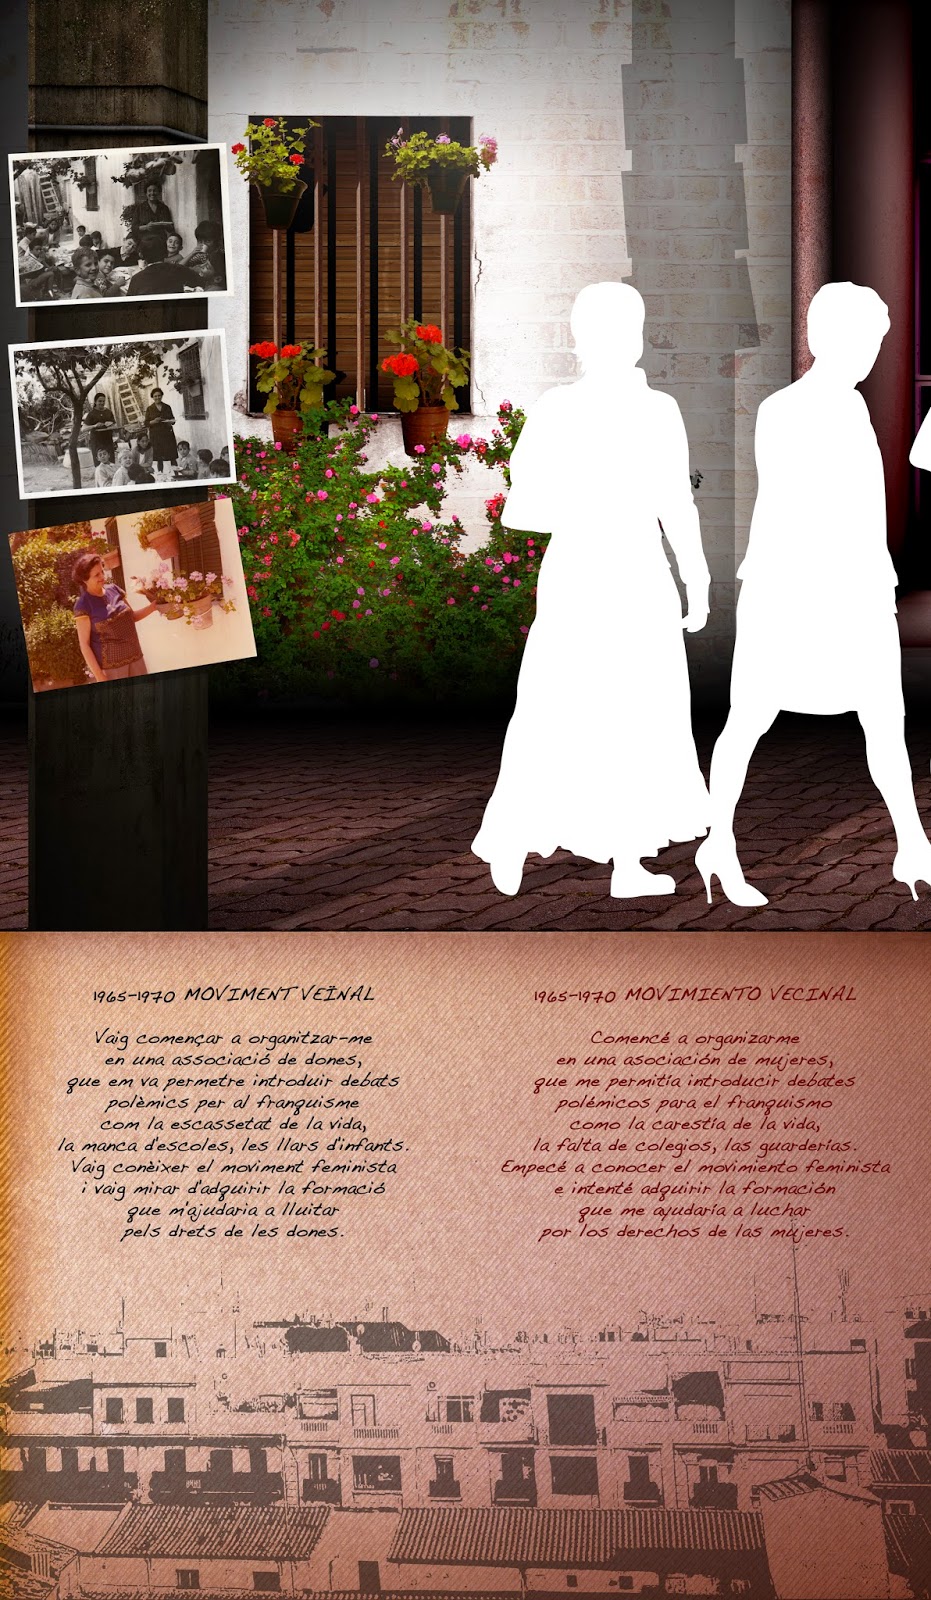 1965-1970 MOVIMENT VEÏNAL
Vaig començar a organitzar-me
en una associació de dones,
que em va permetre introduir debats
polèmics per al franquisme
com la escassetat de la vida,
la manca d'escoles, les llars d'infants.
Vaig conèixer el moviment feminista
i vaig mirar d'adquirir la formació
que m'ajudaria a lluitar
pels drets de les dones.
1965-1970 MOVIMIENTO VECINAL
Comencé a organizarme
en una asociación de mujeres,
que me permitía introducir debates
polémicos para el franquismo
como la carestía de la vida,
la falta de colegios, las guarderías.
Empecé a conocer el movimiento feminista
e intenté adquirir la formación
que me ayudaría a luchar
por los derechos de las mujeres.